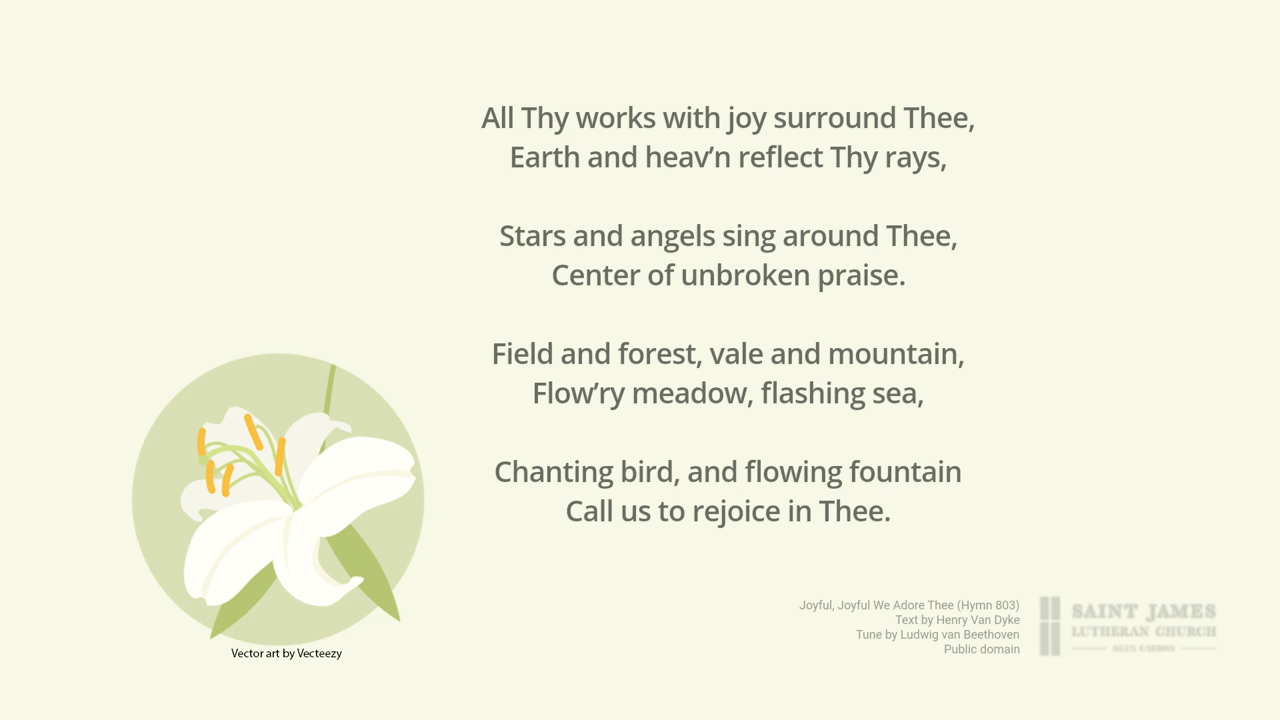 All Thy works with joy surround Thee,
Earth and heav’n reflect Thy rays,
Stars and angels sing around Thee,
Center of unbroken praise.
Field and forest, vale and mountain,
Flow’ry meadow, flashing sea,
Chanting bird, and flowing fountain
Call us to rejoice in Thee.
Joyful, Joyful We Adore Thee (Hymn 803)
Text by Henry Van Dyke
Tune by Ludwig van Beethoven
Public domain
SAINT JAMES
LUTHERAN CHURCH
GLEN CARBON
Vector art by Vecteezy